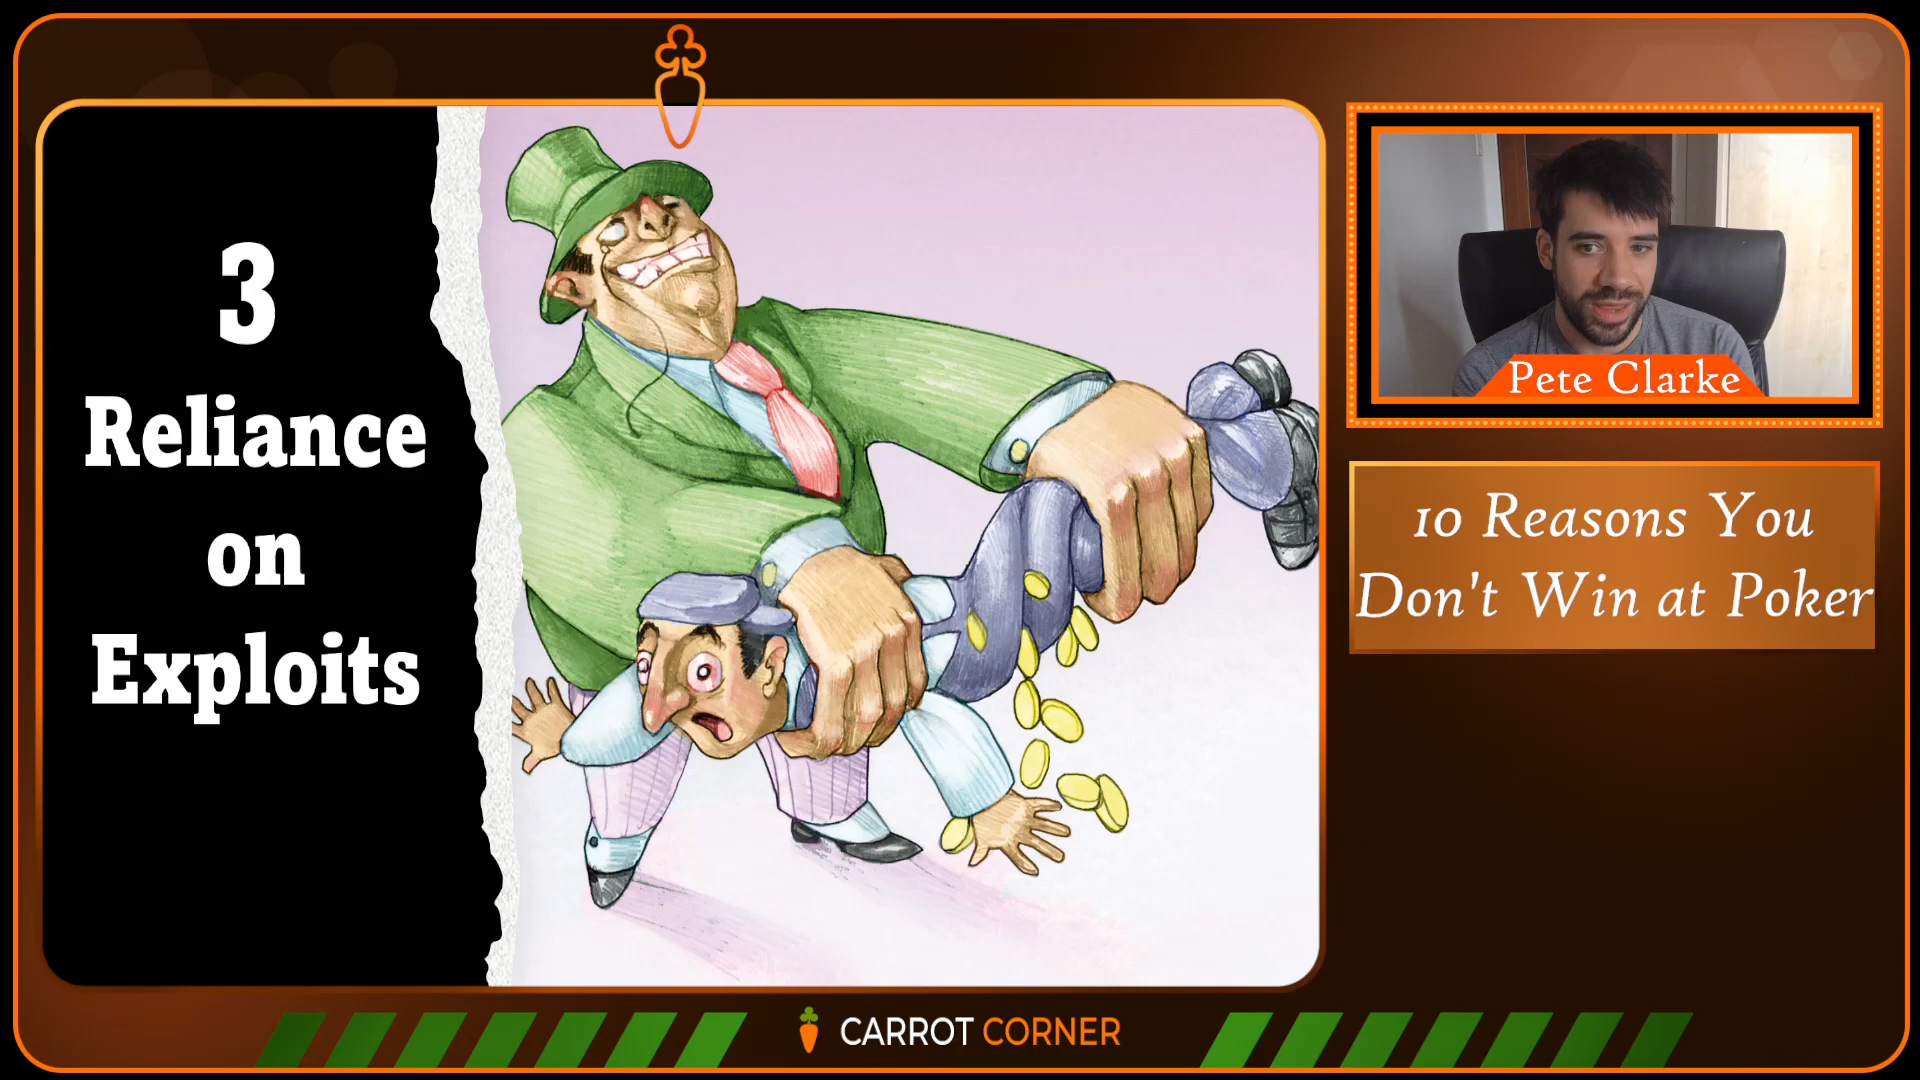 3
Reliance
on
Exploits
Pete Clarke
10 Reasons You
Don't Win at Poker
CARROT CORNER